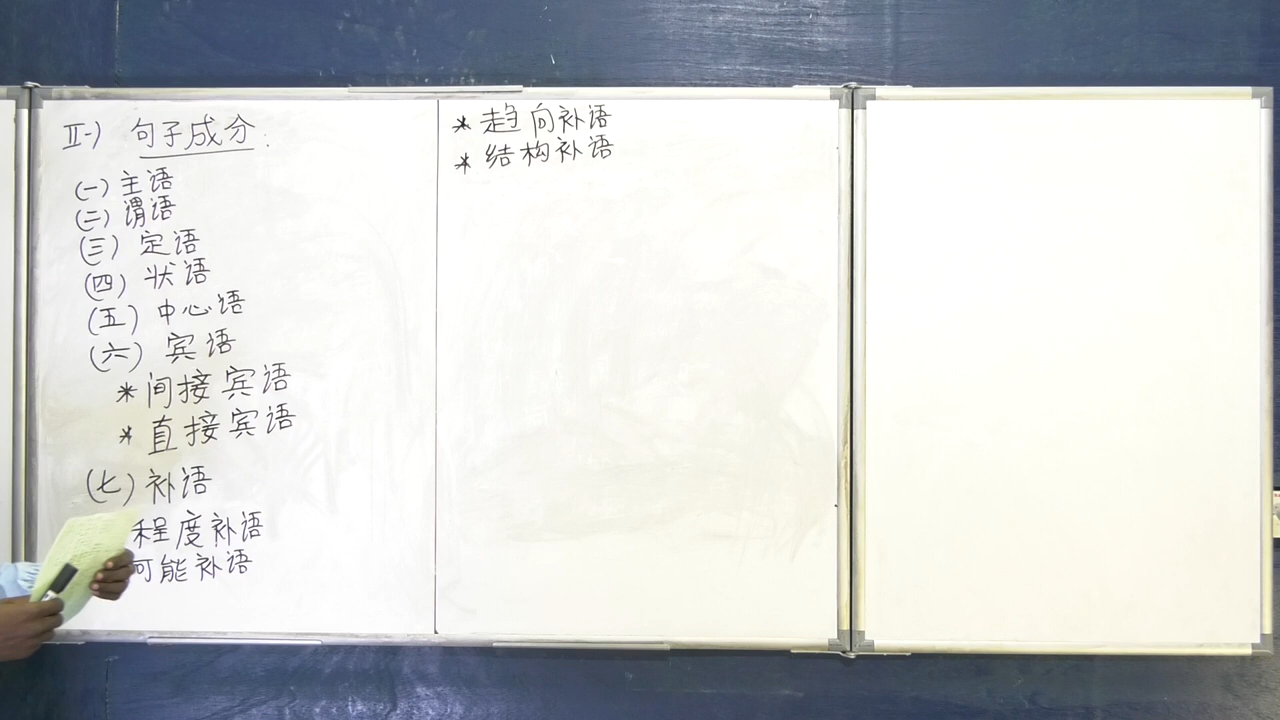 II-) 句子成分:
(一) 主语
(二) 谓语
(三) 定语
(四) 状语
(五) 中心语
(六) 宾语
* 间接宾语
* 直接宾语
(七) 补语
程度补语
可能补语
* 趋向补语
* 结构补语